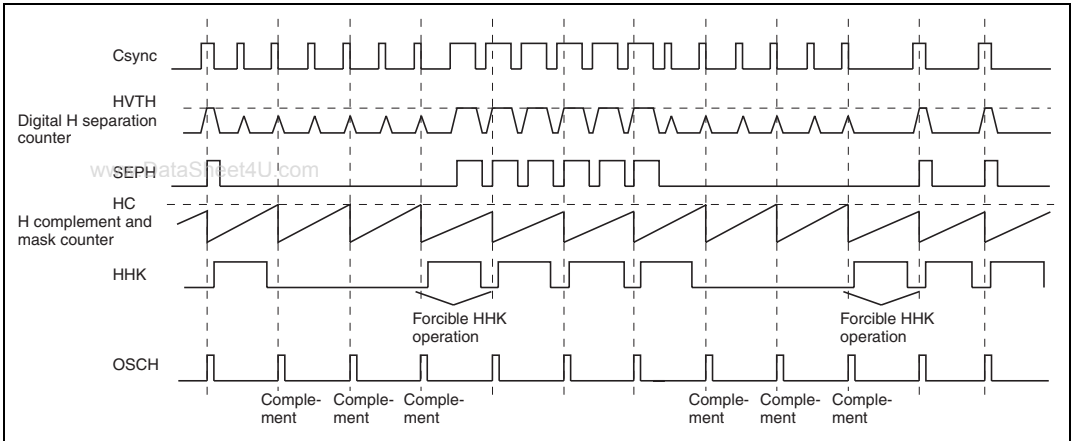 Csync
HVTH
Digital H separation
counter
www.DataSheet4U.com
SEPH
HC
H complement and
mask counter
HHK
Forcible HHK
operation
Forcible HHK
operation
OSCH
Comple-
ment
Comple-
ment
Comple-
ment
Comple-
ment
Comple-
ment
Comple-
ment